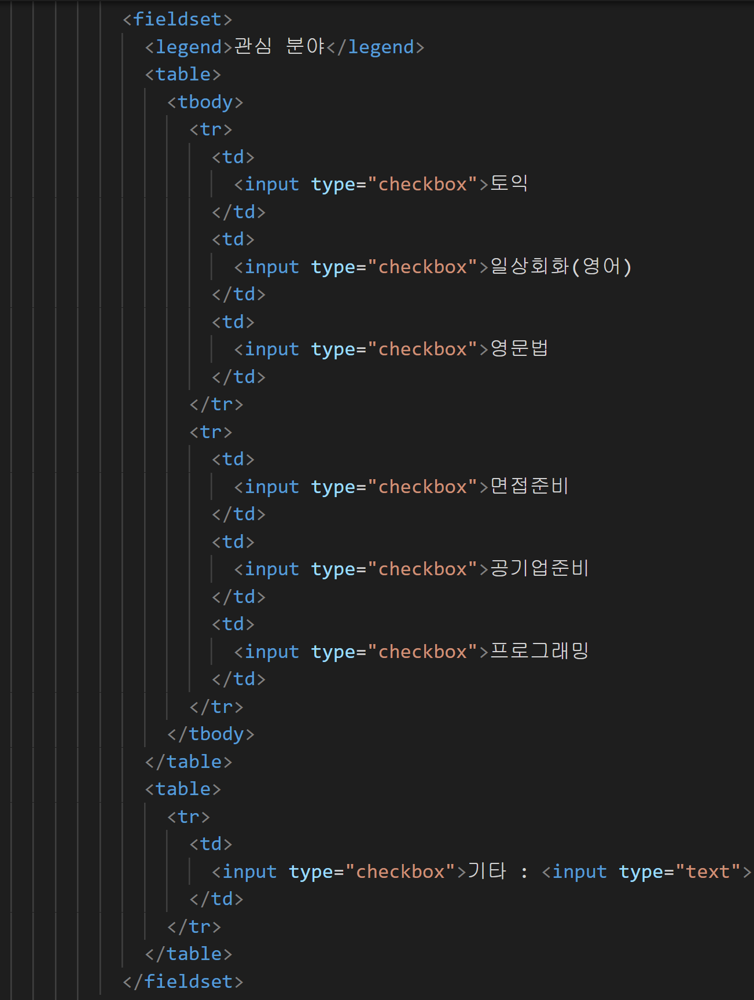 <fieldset>
<legend>관심 분야</legend>
<table>
<tbody>
<tr>
<td>
<input type="checkbox">토익
</td>
<td>
<input type="checkbox">일상회화(영어)
</td>
<td>
<input type="checkbox">영문법
</td>
</tr>
<tr>
<td>
<input type="checkbox">면접준비
</td>
<td>
<input type="checkbox">공기업준비
</td>
<td>
<input type="checkbox">프로그래밍
</td>
</tr>
</tbody>
</table>
<table>
<tr>
<td>
<input type="checkbox">기타 : <input type="text">
</td>
</tr>
</table>
</fieldset>